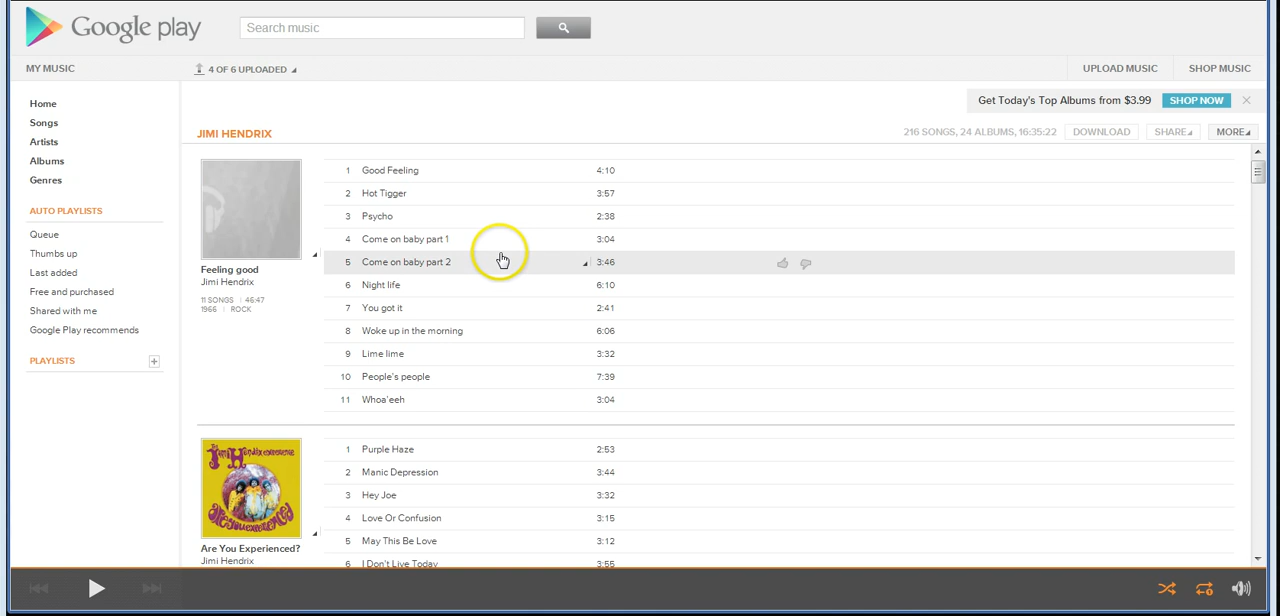 Google play
Search music
MY MUSIC
4 OF 6 UPLOADED
UPLOAD MUSIC
SHOP MUSIC
Get Today's Top Albums from $3.99
SHOP NOW
JIMI HENDRIX
216 SONGS, 24 ALBUMS, 16:35:22
DOWNLOAD
SHARE
MORE
Home
Songs
Artists
Albums
Genres
AUTO PLAYLISTS
Queue
Thumbs up
Last added
Free and purchased
Shared with me
Google Play recommends
PLAYLISTS
Feeling good
Jimi Hendrix
11 SONGS | 46:47
1966 | ROCK
1 Good Feeling 4:10
2 Hot Tigger 3:57
3 Psycho 2:38
4 Come on baby part 1 3:04
5 Come on baby part 2 3:46
6 Night life 6:10
7 You got it 2:41
8 Woke up in the morning 6:06
9 Lime lime 3:32
10 People's people 7:39
11 Whoa'eeh 3:04
Are You Experienced?
Jimi Hendrix
1 Purple Haze 2:53
2 Manic Depression 3:44
3 Hey Joe 3:32
4 Love Or Confusion 3:15
5 May This Be Love 3:12
6 I Don't Live Today 3:55